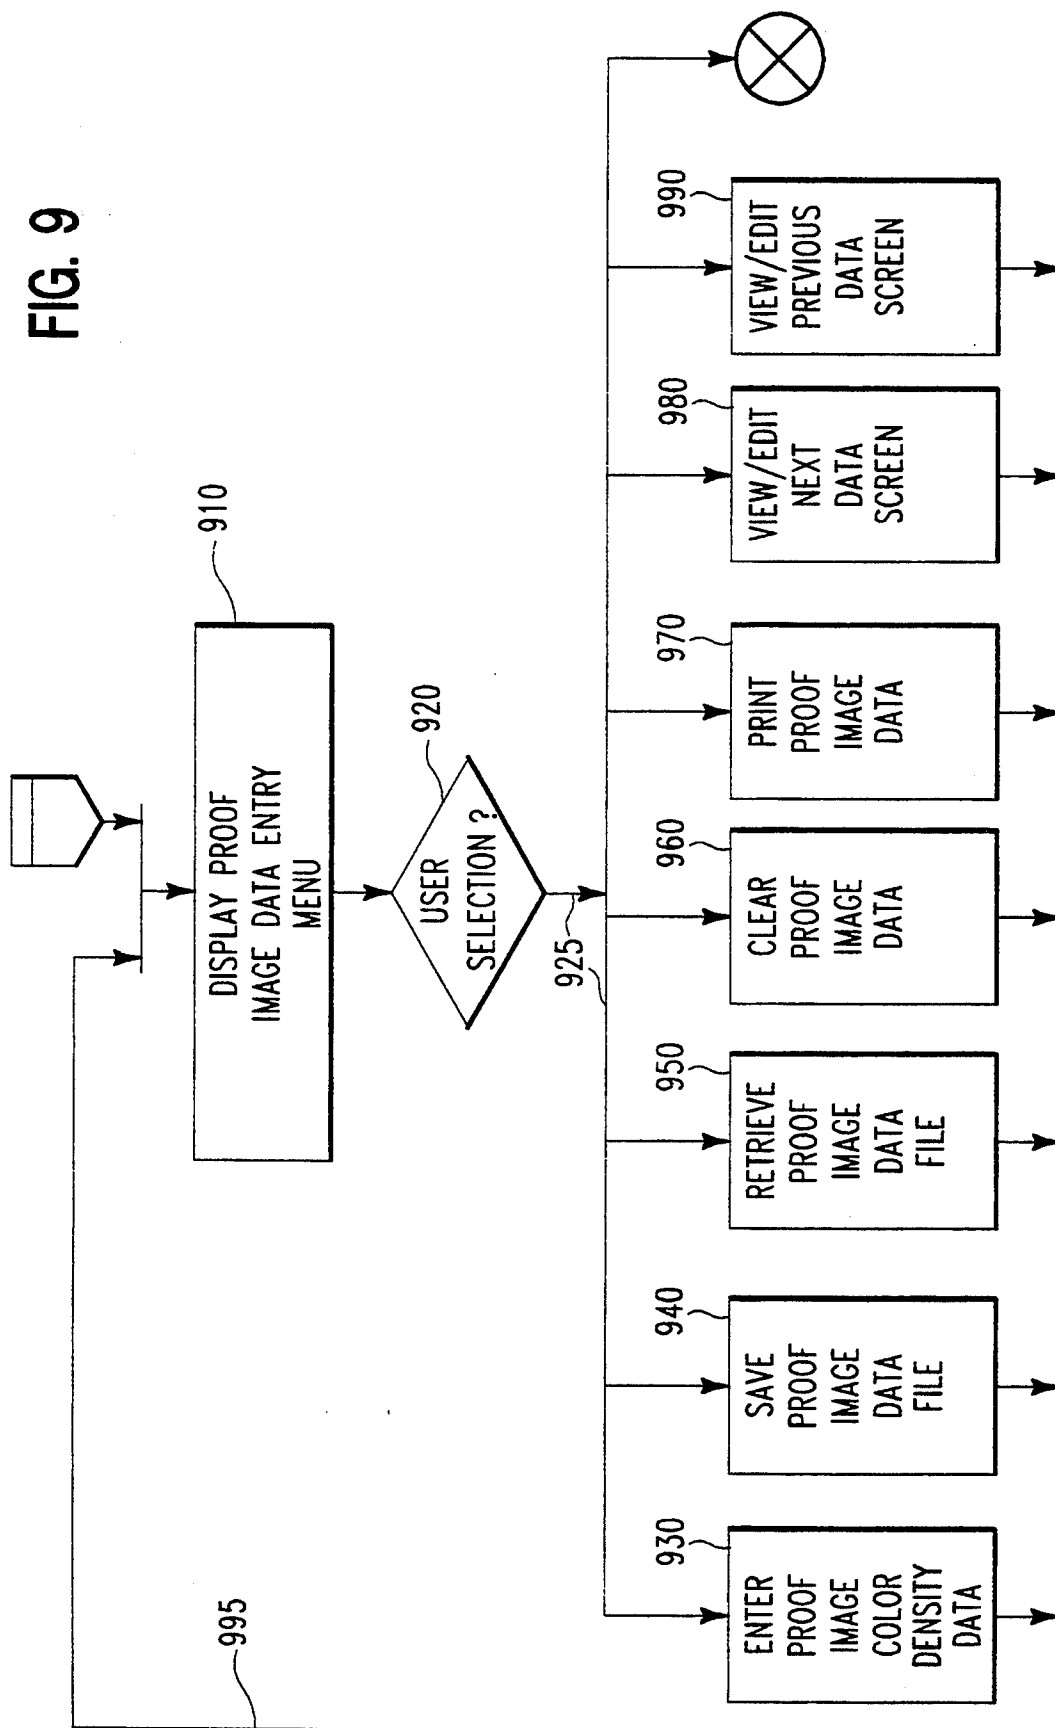 FIG. 9
995
910
DISPLAY PROOF
IMAGE DATA ENTRY
MENU
920
USER
SELECTION ?
925
930
ENTER
PROOF
IMAGE
COLOR
DENSITY
DATA
940
SAVE
PROOF
IMAGE
DATA
FILE
950
RETRIEVE
PROOF
IMAGE
DATA
FILE
960
CLEAR
PROOF
IMAGE
DATA
970
PRINT
PROOF
IMAGE
DATA
980
VIEW/EDIT
NEXT
DATA
SCREEN
990
VIEW/EDIT
PREVIOUS
DATA
SCREEN